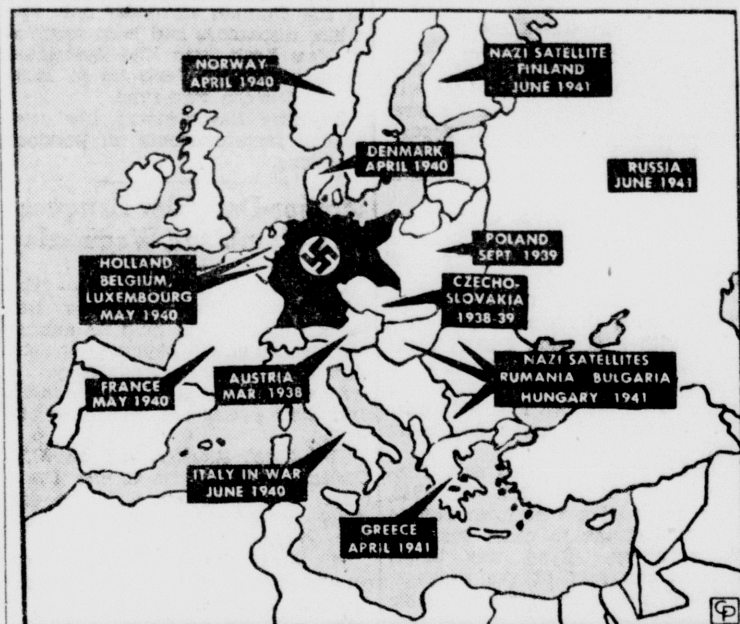 NORWAY
APRIL 1940
NAZI SATELLITE
FINLAND
JUNE 1941
DENMARK
APRIL 1940
RUSSIA
JUNE 1941
POLAND
SEPT. 1939
HOLLAND
BELGIUM,
LUXEMBOURG
MAY 1940
CZECHO-
SLOVAKIA
1938-39
FRANCE
MAY 1940
AUSTRIA
MAR. 1938
NAZI SATELLITES
RUMANIA BULGARIA
HUNGARY 1941
ITALY IN WAR
JUNE 1940
GREECE
APRIL 1941
CP